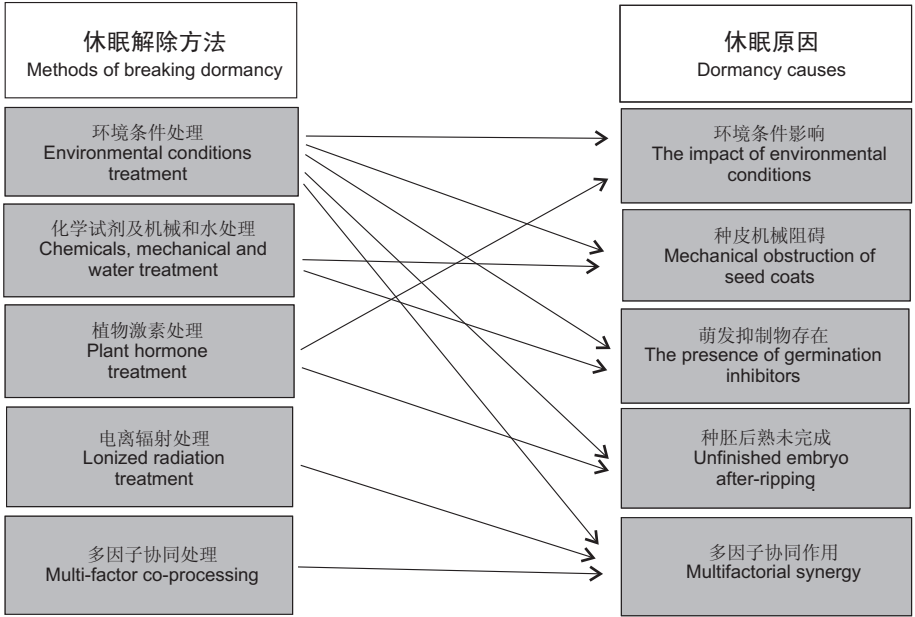 休眠解除方法
Methods of breaking dormancy
环境条件处理
Environmental conditions
treatment
化学试剂及机械和水处理
Chemicals, mechanical and
water treatment
植物激素处理
Plant hormone
treatment
电离辐射处理
Lonized radiation
treatment
多因子协同处理
Multi-factor co-processing
休眠原因
Dormancy causes
环境条件影响
The impact of environmental
conditions
种皮机械阻碍
Mechanical obstruction of
seed coats
萌发抑制物存在
The presence of germination
inhibitors
种胚后熟未完成
Unfinished embryo
after-ripping
多因子协同作用
Multifactorial synergy